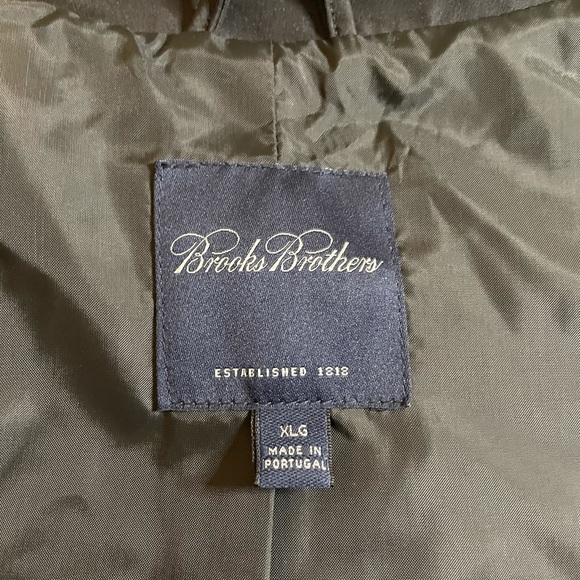 Brooks Brothers
ESTABLISHED 1818
XLG
MADE IN
PORTUGAL